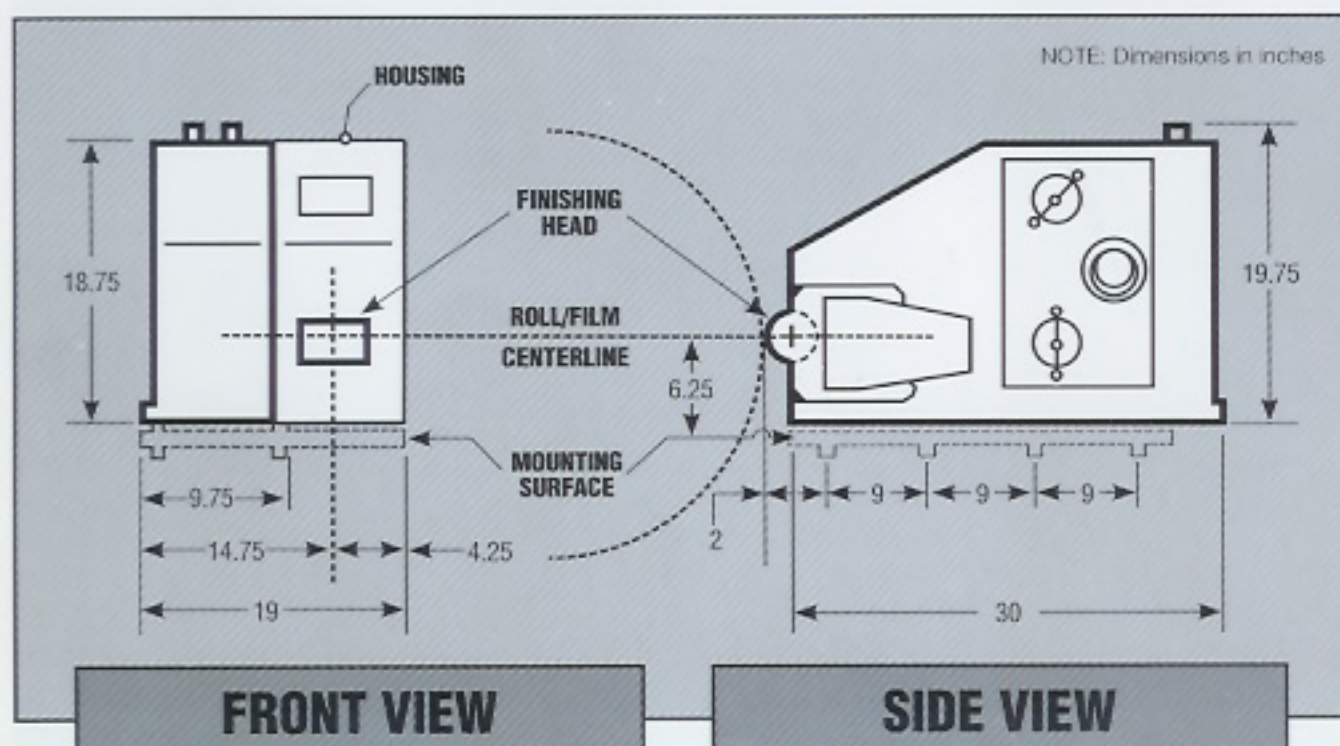 NOTE: Dimensions in inches
HOUSING
FINISHING
HEAD
18.75
19.75
ROLL/FILM
CENTERLINE
6.25
MOUNTING
SURFACE
9.75
9
9
9
2
14.75
4.25
19
30
FRONT VIEW
SIDE VIEW